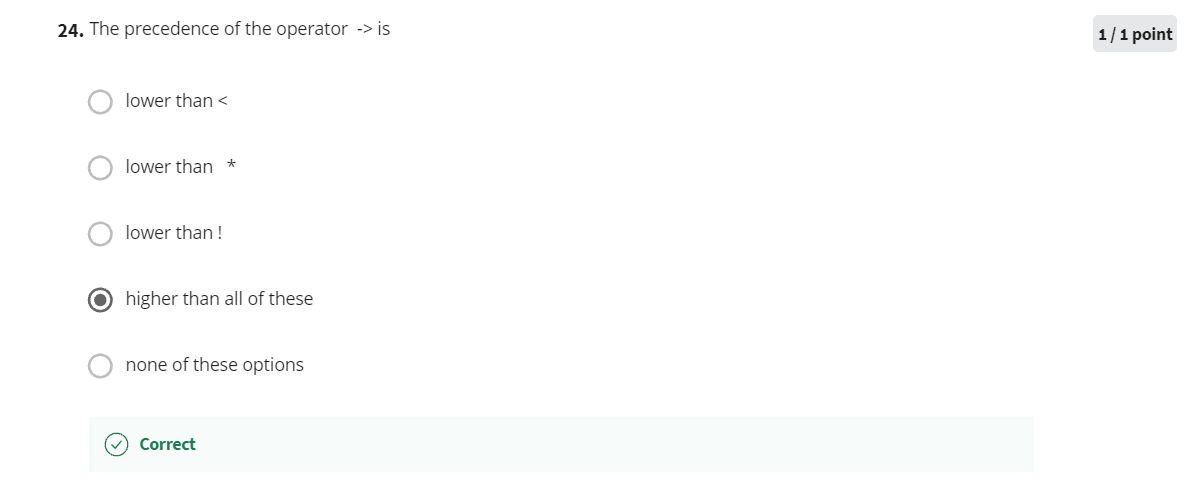 24. The precedence of the operator -> is
1 / 1 point
lower than <
lower than *
lower than !
higher than all of these
none of these options
Correct